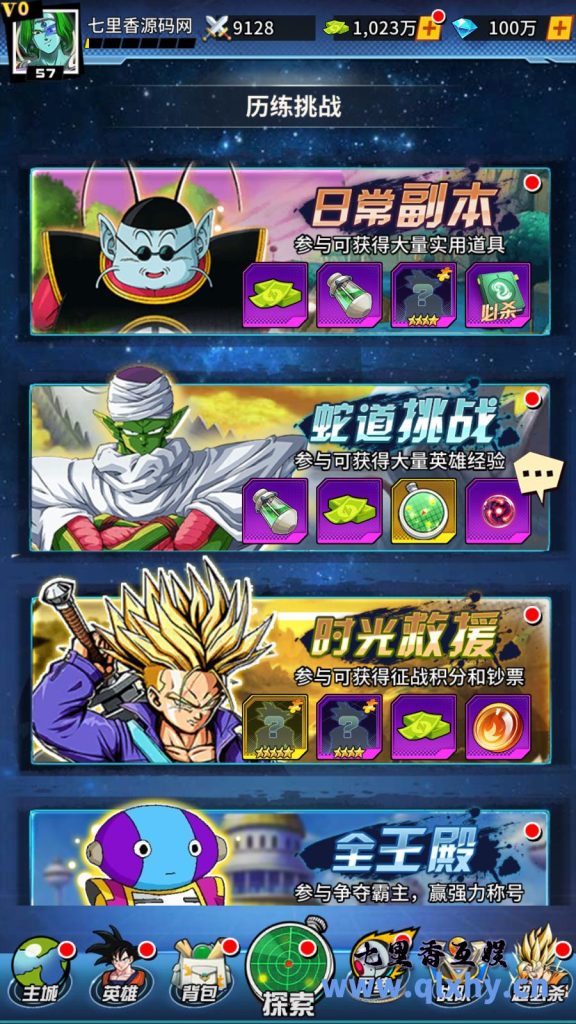 V0
七里香源码网
9128
1,023万
100万
57
历练挑战
日常副本
参与可获得大量实用道具
必杀
蛇道挑战
参与可获得大量英雄经验
时光救援
参与可获得征战积分和钞票
全王殿
参与争夺霸主，赢强力称号
七里香互娱
主城
英雄
背包
探索
超必杀
www.qlxhy.cn